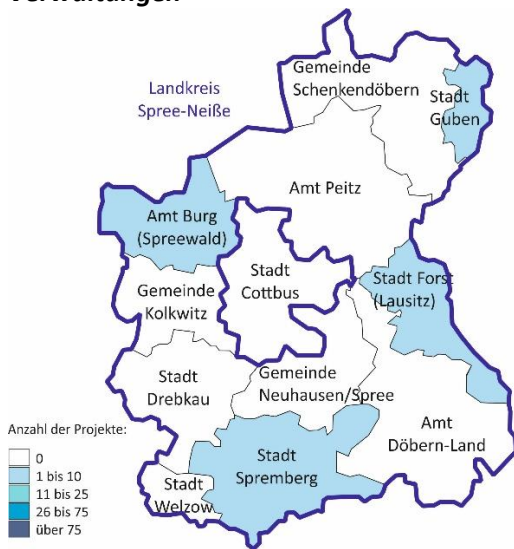 Verwaltungen
Gemeinde
Schenkendöbern
Landkreis
Spree-Neiße
Stadt
Guben
Amt Peitz
Amt Burg
(Spreewald)
Stadt
Cottbus
Stadt Forst
(Lausitz)
Gemeinde
Kolkwitz
Stadt
Drebkau
Gemeinde
Neuhausen/Spree
Amt
Döbern-Land
Stadt
Spremberg
Stadt
Welzow
Anzahl der Projekte:
0
1 bis 10
11 bis 25
26 bis 75
über 75